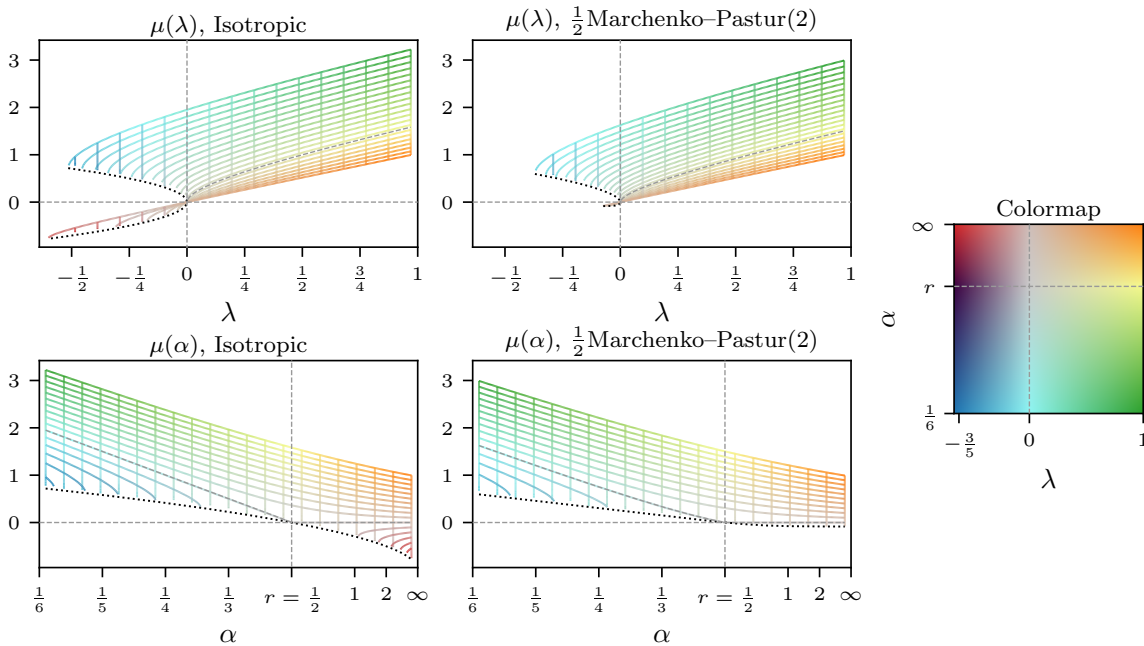 μ(λ), Isotropic
μ(λ), ½Marchenko–Pastur(2)
3
2
1
0
3
2
1
0
−1/2 −1/4 0 1/4 1/2 3/4 1
λ
−1/2 −1/4 0 1/4 1/2 3/4 1
λ
μ(α), Isotropic
μ(α), ½Marchenko–Pastur(2)
3
2
1
0
3
2
1
0
1/6 1/5 1/4 1/3 r = 1/2 1 2 ∞
α
1/6 1/5 1/4 1/3 r = 1/2 1 2 ∞
α
Colormap
∞
r
1/6
α
−3/5 0 1
λ